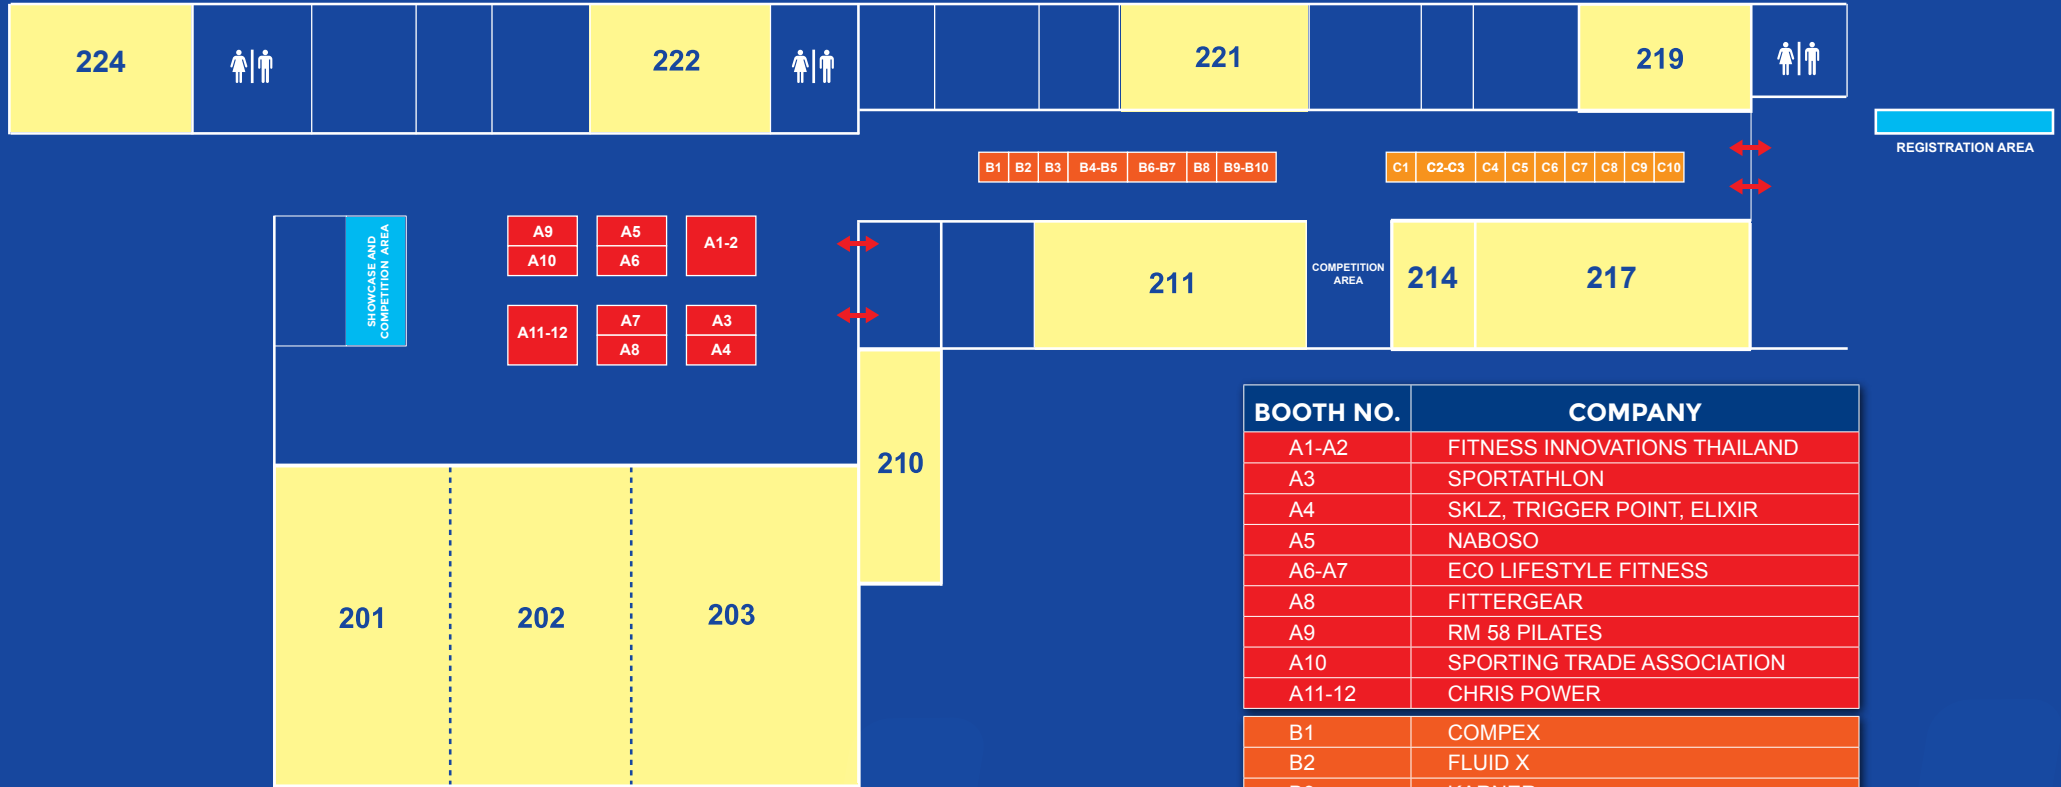 224
222
221
219
REGISTRATION AREA
B1 B2 B3 B4-B5 B6-B7 B8 B9-B10
C1 C2-C3 C4 C5 C6 C7 C8 C9 C10
SHOWCASE AND
COMPETITION AREA
A9
A10
A5
A6
A1-2
A11-12
A7
A8
A3
A4
211
COMPETITION
AREA
214
217
210
201
202
203
BOOTH NO. COMPANY
A1-A2 FITNESS INNOVATIONS THAILAND
A3 SPORTATHLON
A4 SKLZ, TRIGGER POINT, ELIXIR
A5 NABOSO
A6-A7 ECO LIFESTYLE FITNESS
A8 FITTERGEAR
A9 RM 58 PILATES
A10 SPORTING TRADE ASSOCIATION
A11-12 CHRIS POWER
B1 COMPEX
B2 FLUID X